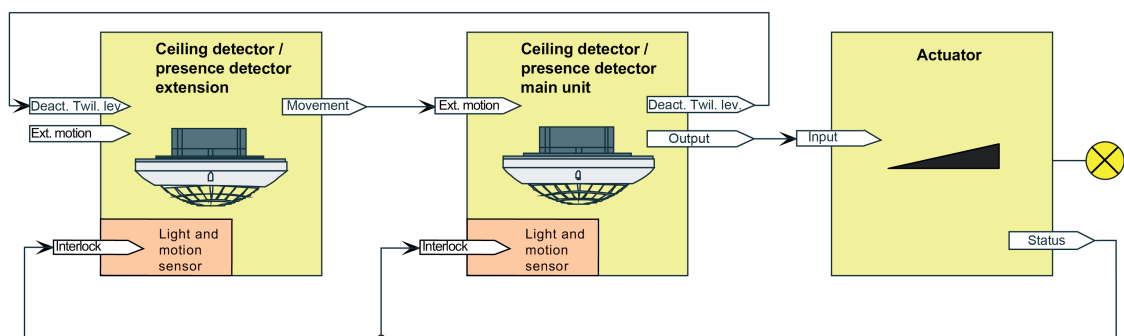 Ceiling detector /
presence detector
extension
Deact. Twil. lev.
Ext. motion
Movement
Interlock
Light and
motion
sensor
Ceiling detector /
presence detector
main unit
Ext. motion
Deact. Twil. lev.
Output
Interlock
Light and
motion
sensor
Actuator
Input
Status